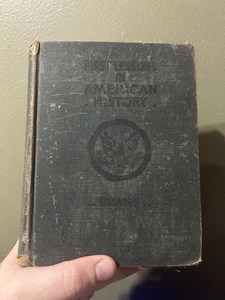 FIRST LESSONS
IN
AMERICAN
. HISTORY .
. EVANS .